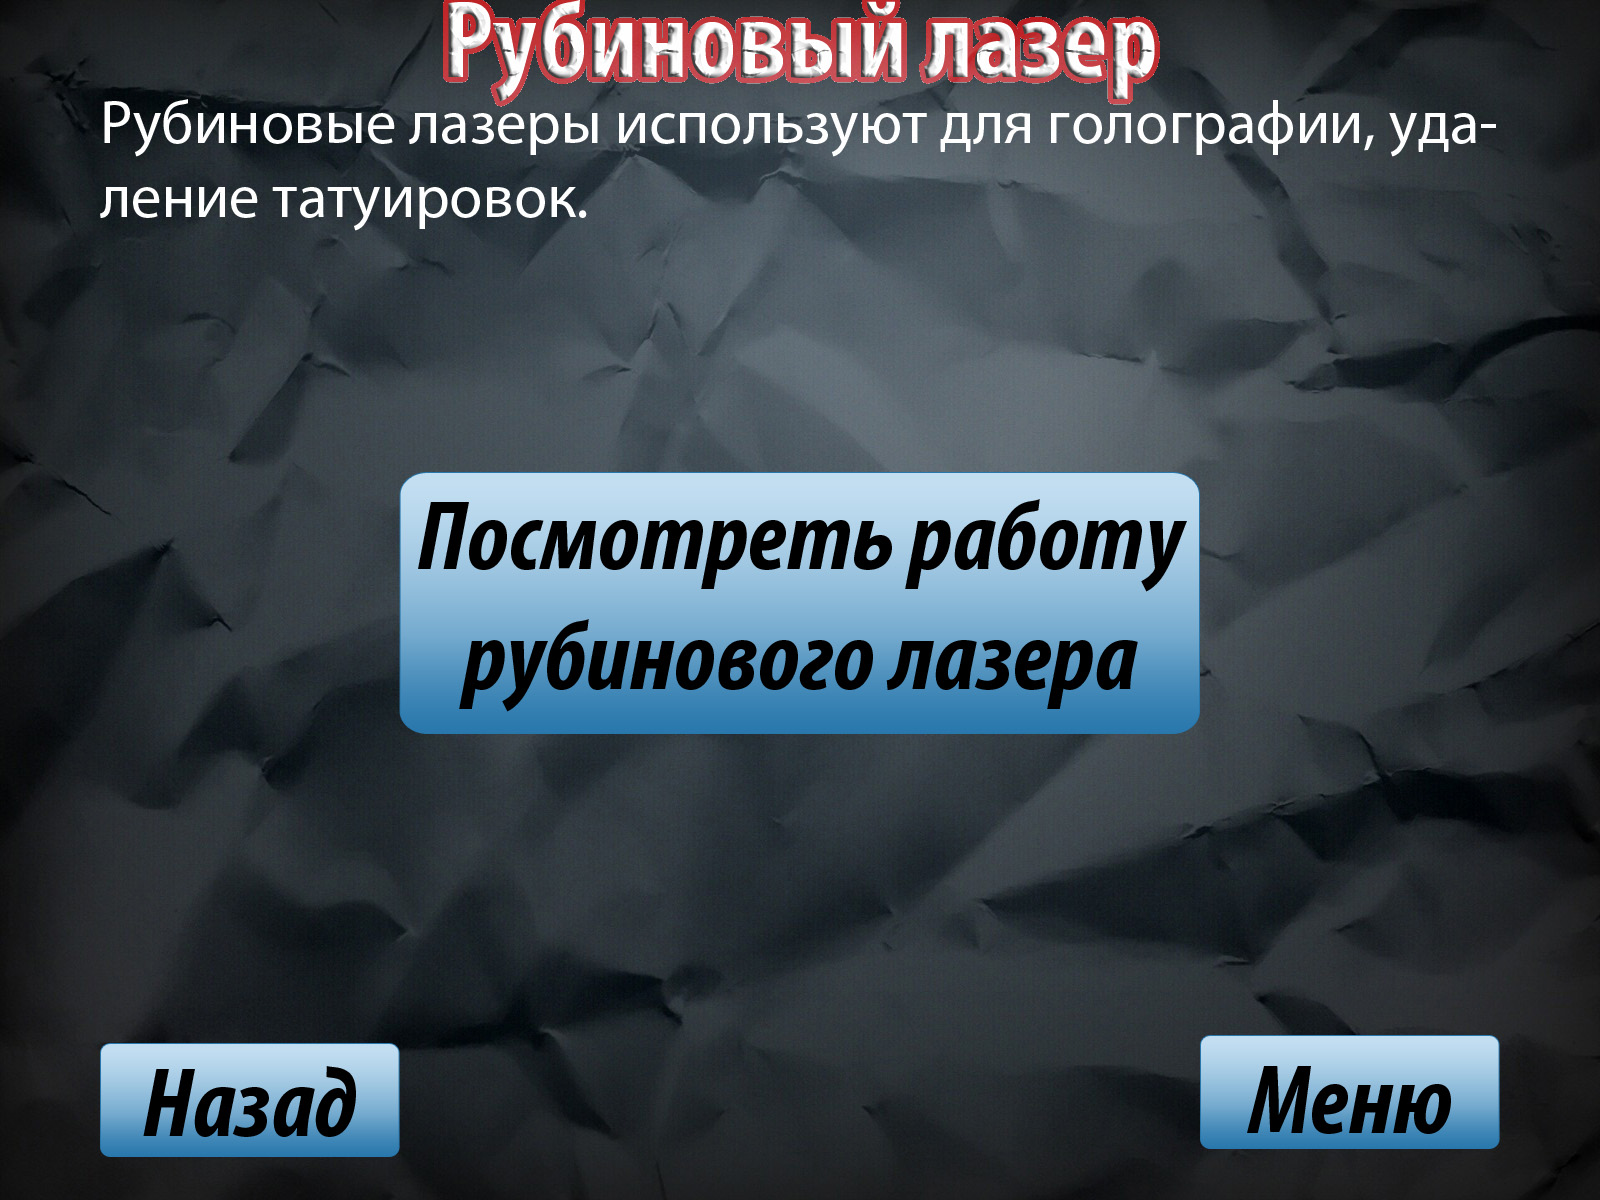 Рубиновый лазер
Рубиновые лазеры используют для голографии, уда-
ление татуировок.
Посмотреть работу
рубинового лазера
Назад
Меню